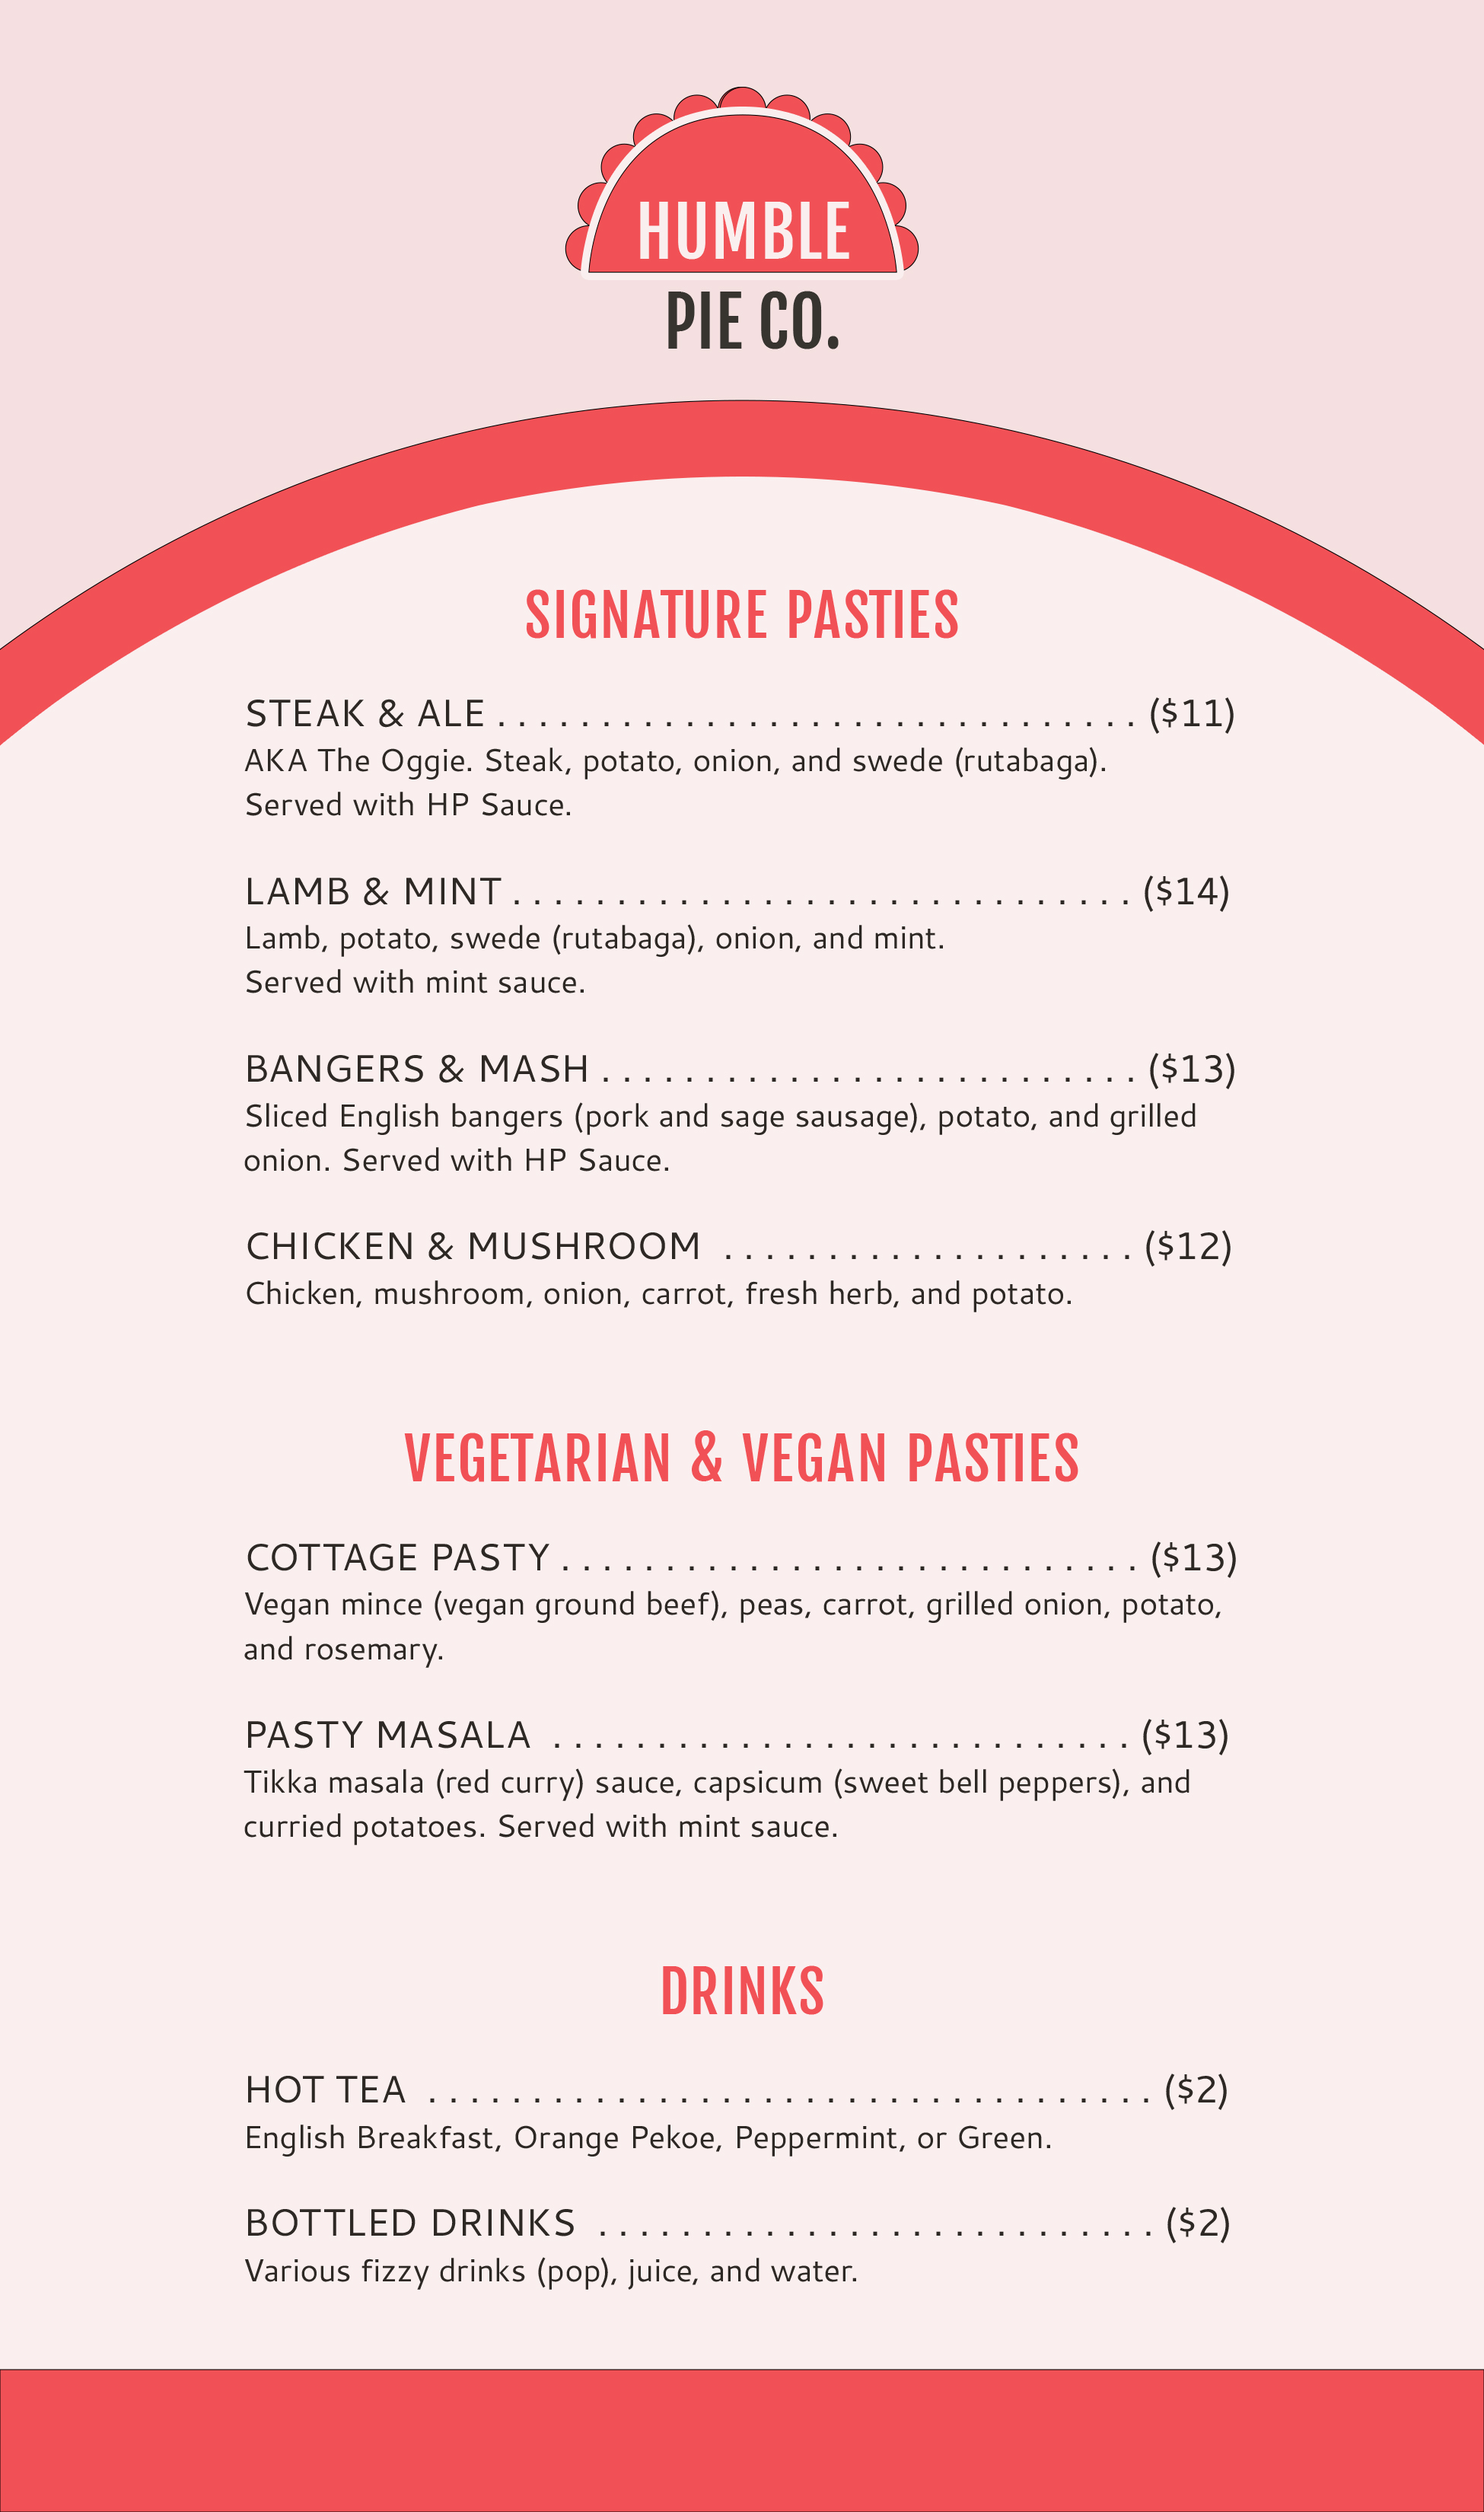 HUMBLE
PIE CO.
SIGNATURE PASTIES
STEAK & ALE . . . . . . . . . . . . . . . . . . . . . . . . . . . . . . . ($11)
AKA The Oggie. Steak, potato, onion, and swede (rutabaga).
Served with HP Sauce.
LAMB & MINT . . . . . . . . . . . . . . . . . . . . . . . . . . . . . . ($14)
Lamb, potato, swede (rutabaga), onion, and mint.
Served with mint sauce.
BANGERS & MASH . . . . . . . . . . . . . . . . . . . . . . . . . . ($13)
Sliced English bangers (pork and sage sausage), potato, and grilled
onion. Served with HP Sauce.
CHICKEN & MUSHROOM . . . . . . . . . . . . . . . . . . . . ($12)
Chicken, mushroom, onion, carrot, fresh herb, and potato.
VEGETARIAN & VEGAN PASTIES
COTTAGE PASTY . . . . . . . . . . . . . . . . . . . . . . . . . . . . ($13)
Vegan mince (vegan ground beef), peas, carrot, grilled onion, potato,
and rosemary.
PASTY MASALA . . . . . . . . . . . . . . . . . . . . . . . . . . . . ($13)
Tikka masala (red curry) sauce, capsicum (sweet bell peppers), and
curried potatoes. Served with mint sauce.
DRINKS
HOT TEA . . . . . . . . . . . . . . . . . . . . . . . . . . . . . . . . . . . ($2)
English Breakfast, Orange Pekoe, Peppermint, or Green.
BOTTLED DRINKS . . . . . . . . . . . . . . . . . . . . . . . . . . . ($2)
Various fizzy drinks (pop), juice, and water.